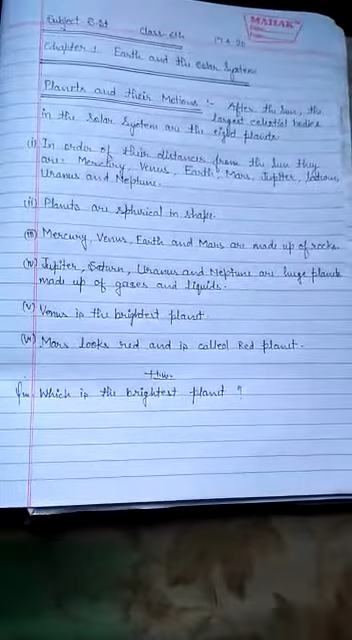 Subject S.St Class 6th 17-4-20
MAHAK
Chapter 1 Earth and the Solar System
Planets and their Motions :- After the Sun, the
largest celestial bodies
in the Solar System are the eight planets.
(i) In order of their distances from the Sun they
are: Mercury, Venus, Earth, Mars, Jupiter, Saturn,
Uranus and Neptune.
(ii) Planets are spherical in shape.
(iii) Mercury, Venus, Earth and Mars are made up of rocks.
(iv) Jupiter, Saturn, Uranus and Neptune are huge planets
made up of gases and liquids.
(v) Venus is the brightest planet.
(vi) Mars looks red and is called Red planet.
H.w.
Which is the brightest planet ?